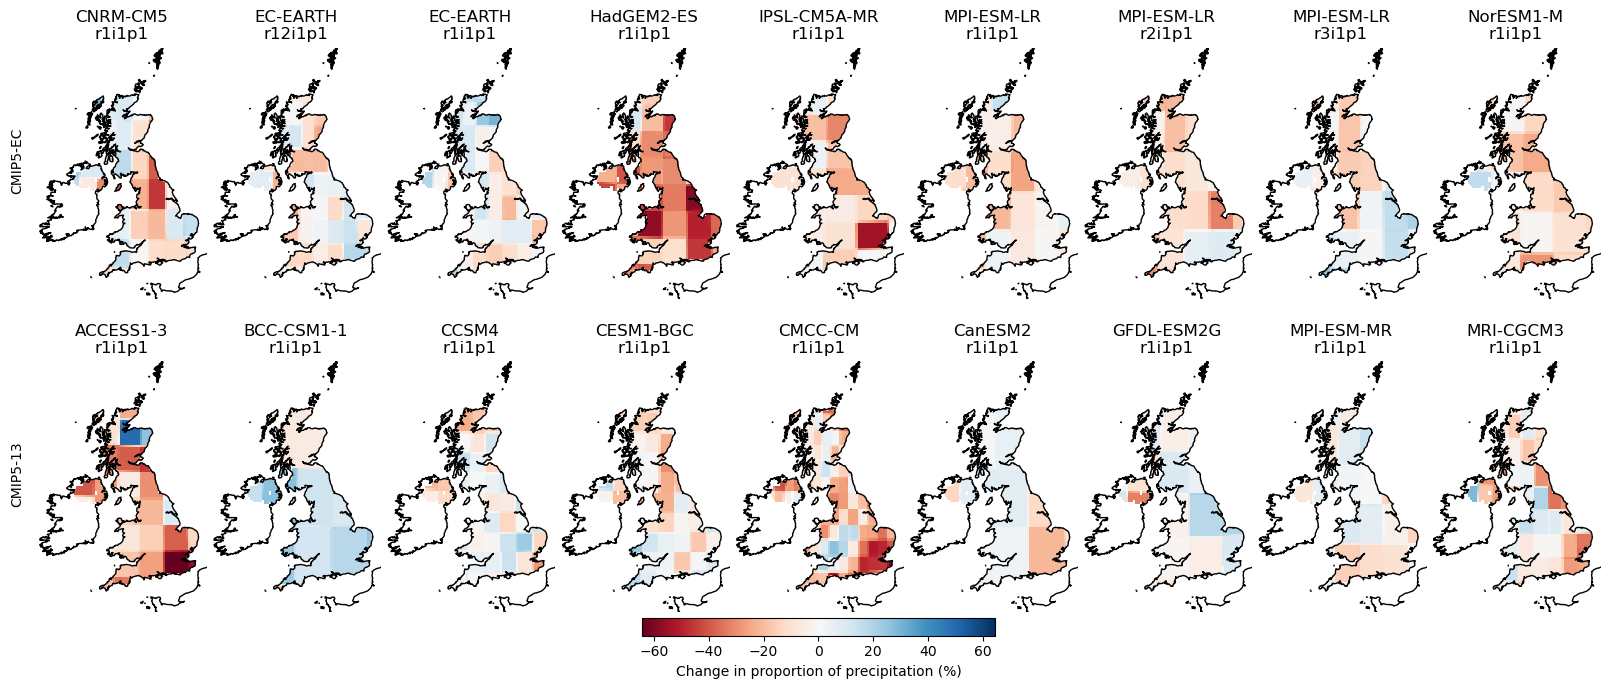 CNRM-CM5
r1i1p1
EC-EARTH
r12i1p1
EC-EARTH
r1i1p1
HadGEM2-ES
r1i1p1
IPSL-CM5A-MR
r1i1p1
MPI-ESM-LR
r1i1p1
MPI-ESM-LR
r2i1p1
MPI-ESM-LR
r3i1p1
NorESM1-M
r1i1p1
CMIP5-EC
ACCESS1-3
r1i1p1
BCC-CSM1-1
r1i1p1
CCSM4
r1i1p1
CESM1-BGC
r1i1p1
CMCC-CM
r1i1p1
CanESM2
r1i1p1
GFDL-ESM2G
r1i1p1
MPI-ESM-MR
r1i1p1
MRI-CGCM3
r1i1p1
CMIP5-13
−60 −40 −20 0 20 40 60
Change in proportion of precipitation (%)